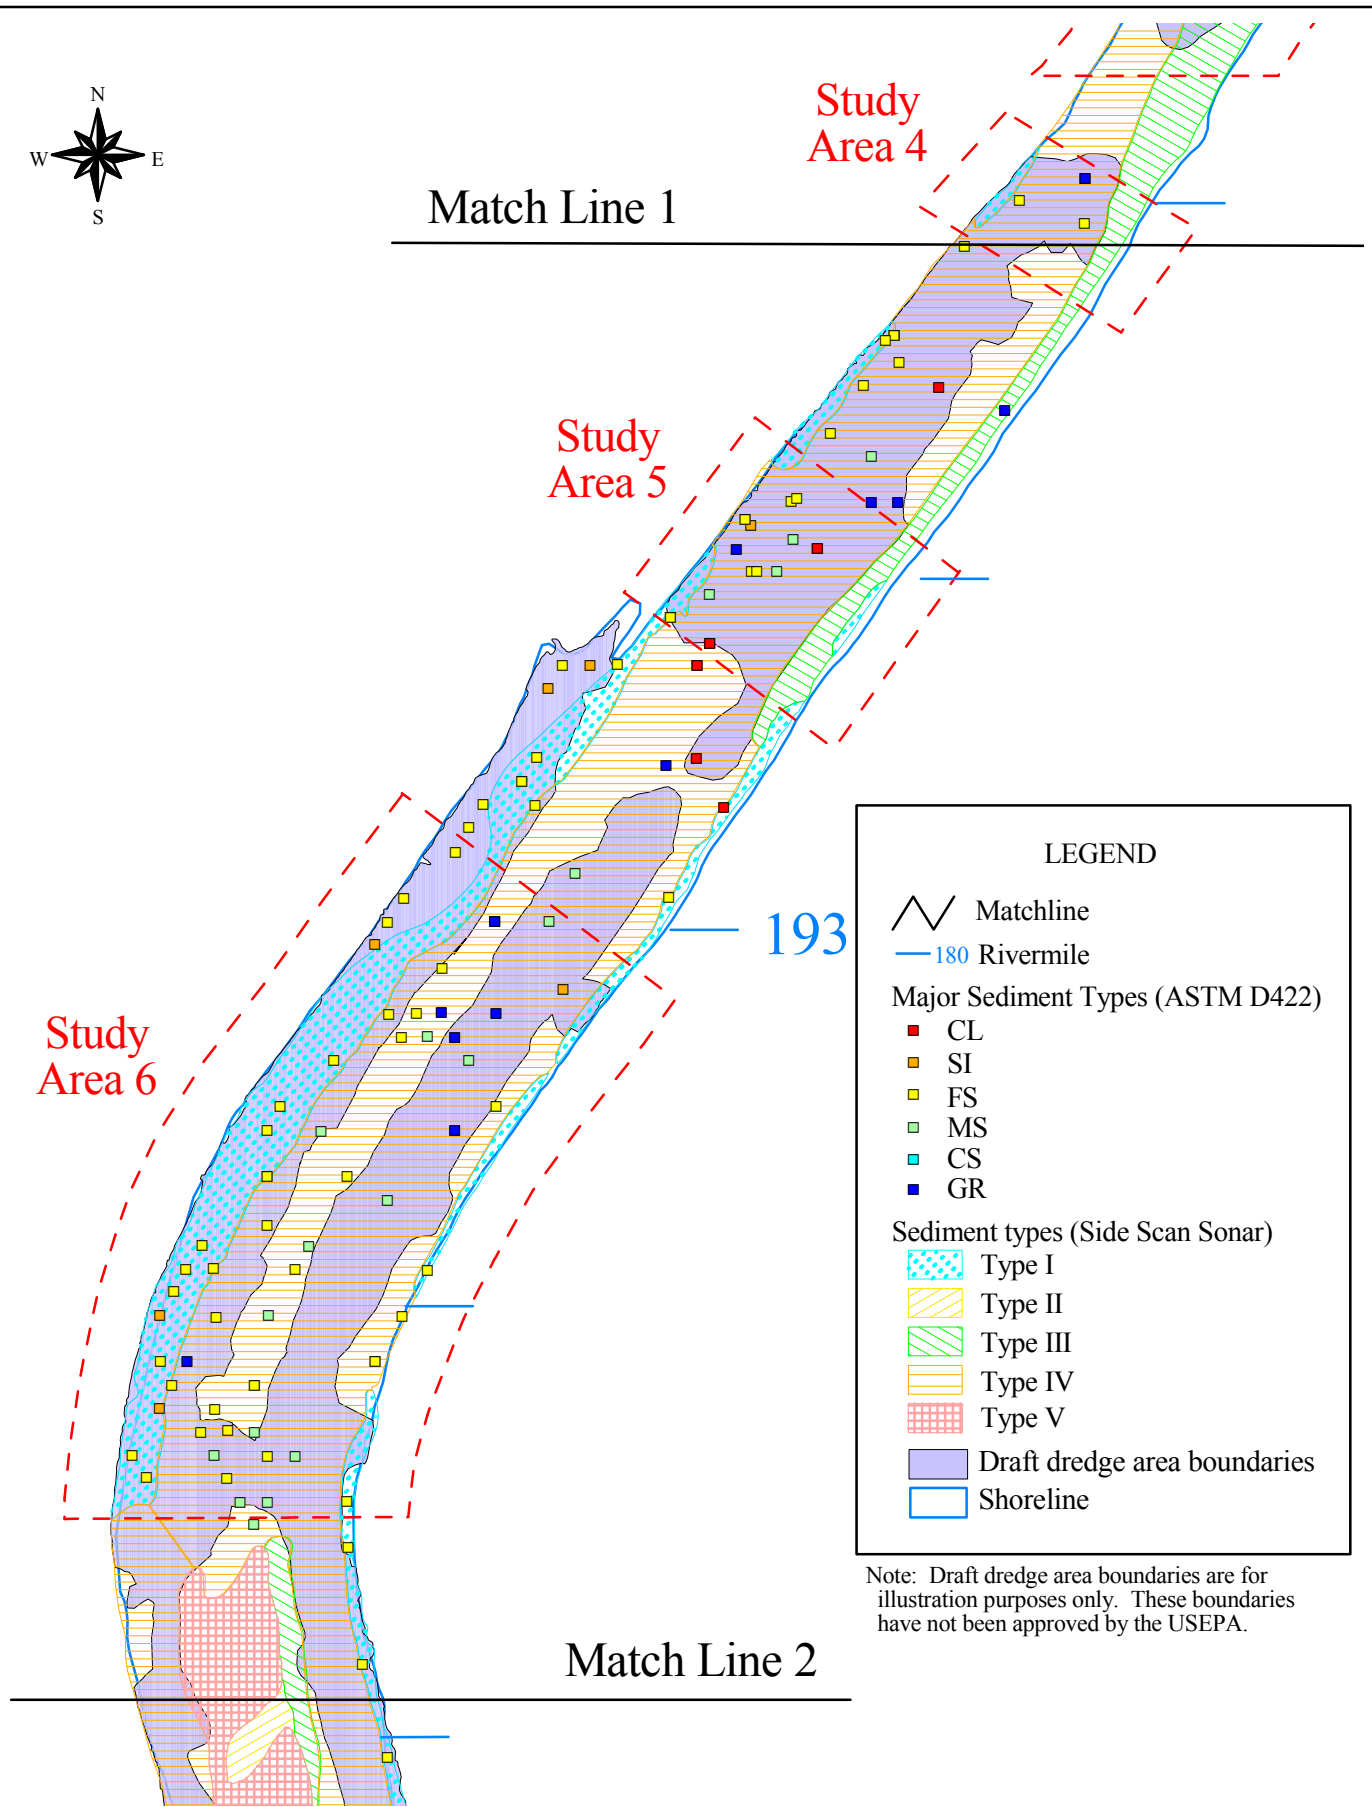 N
W E
S
Study
Area 4
Match Line 1
Study
Area 5
193
Study
Area 6
Match Line 2
LEGEND
Matchline
180 Rivermile
Major Sediment Types (ASTM D422)
CL
SI
FS
MS
CS
GR
Sediment types (Side Scan Sonar)
Type I
Type II
Type III
Type IV
Type V
Draft dredge area boundaries
Shoreline
Note: Draft dredge area boundaries are for
illustration purposes only. These boundaries
have not been approved by the USEPA.